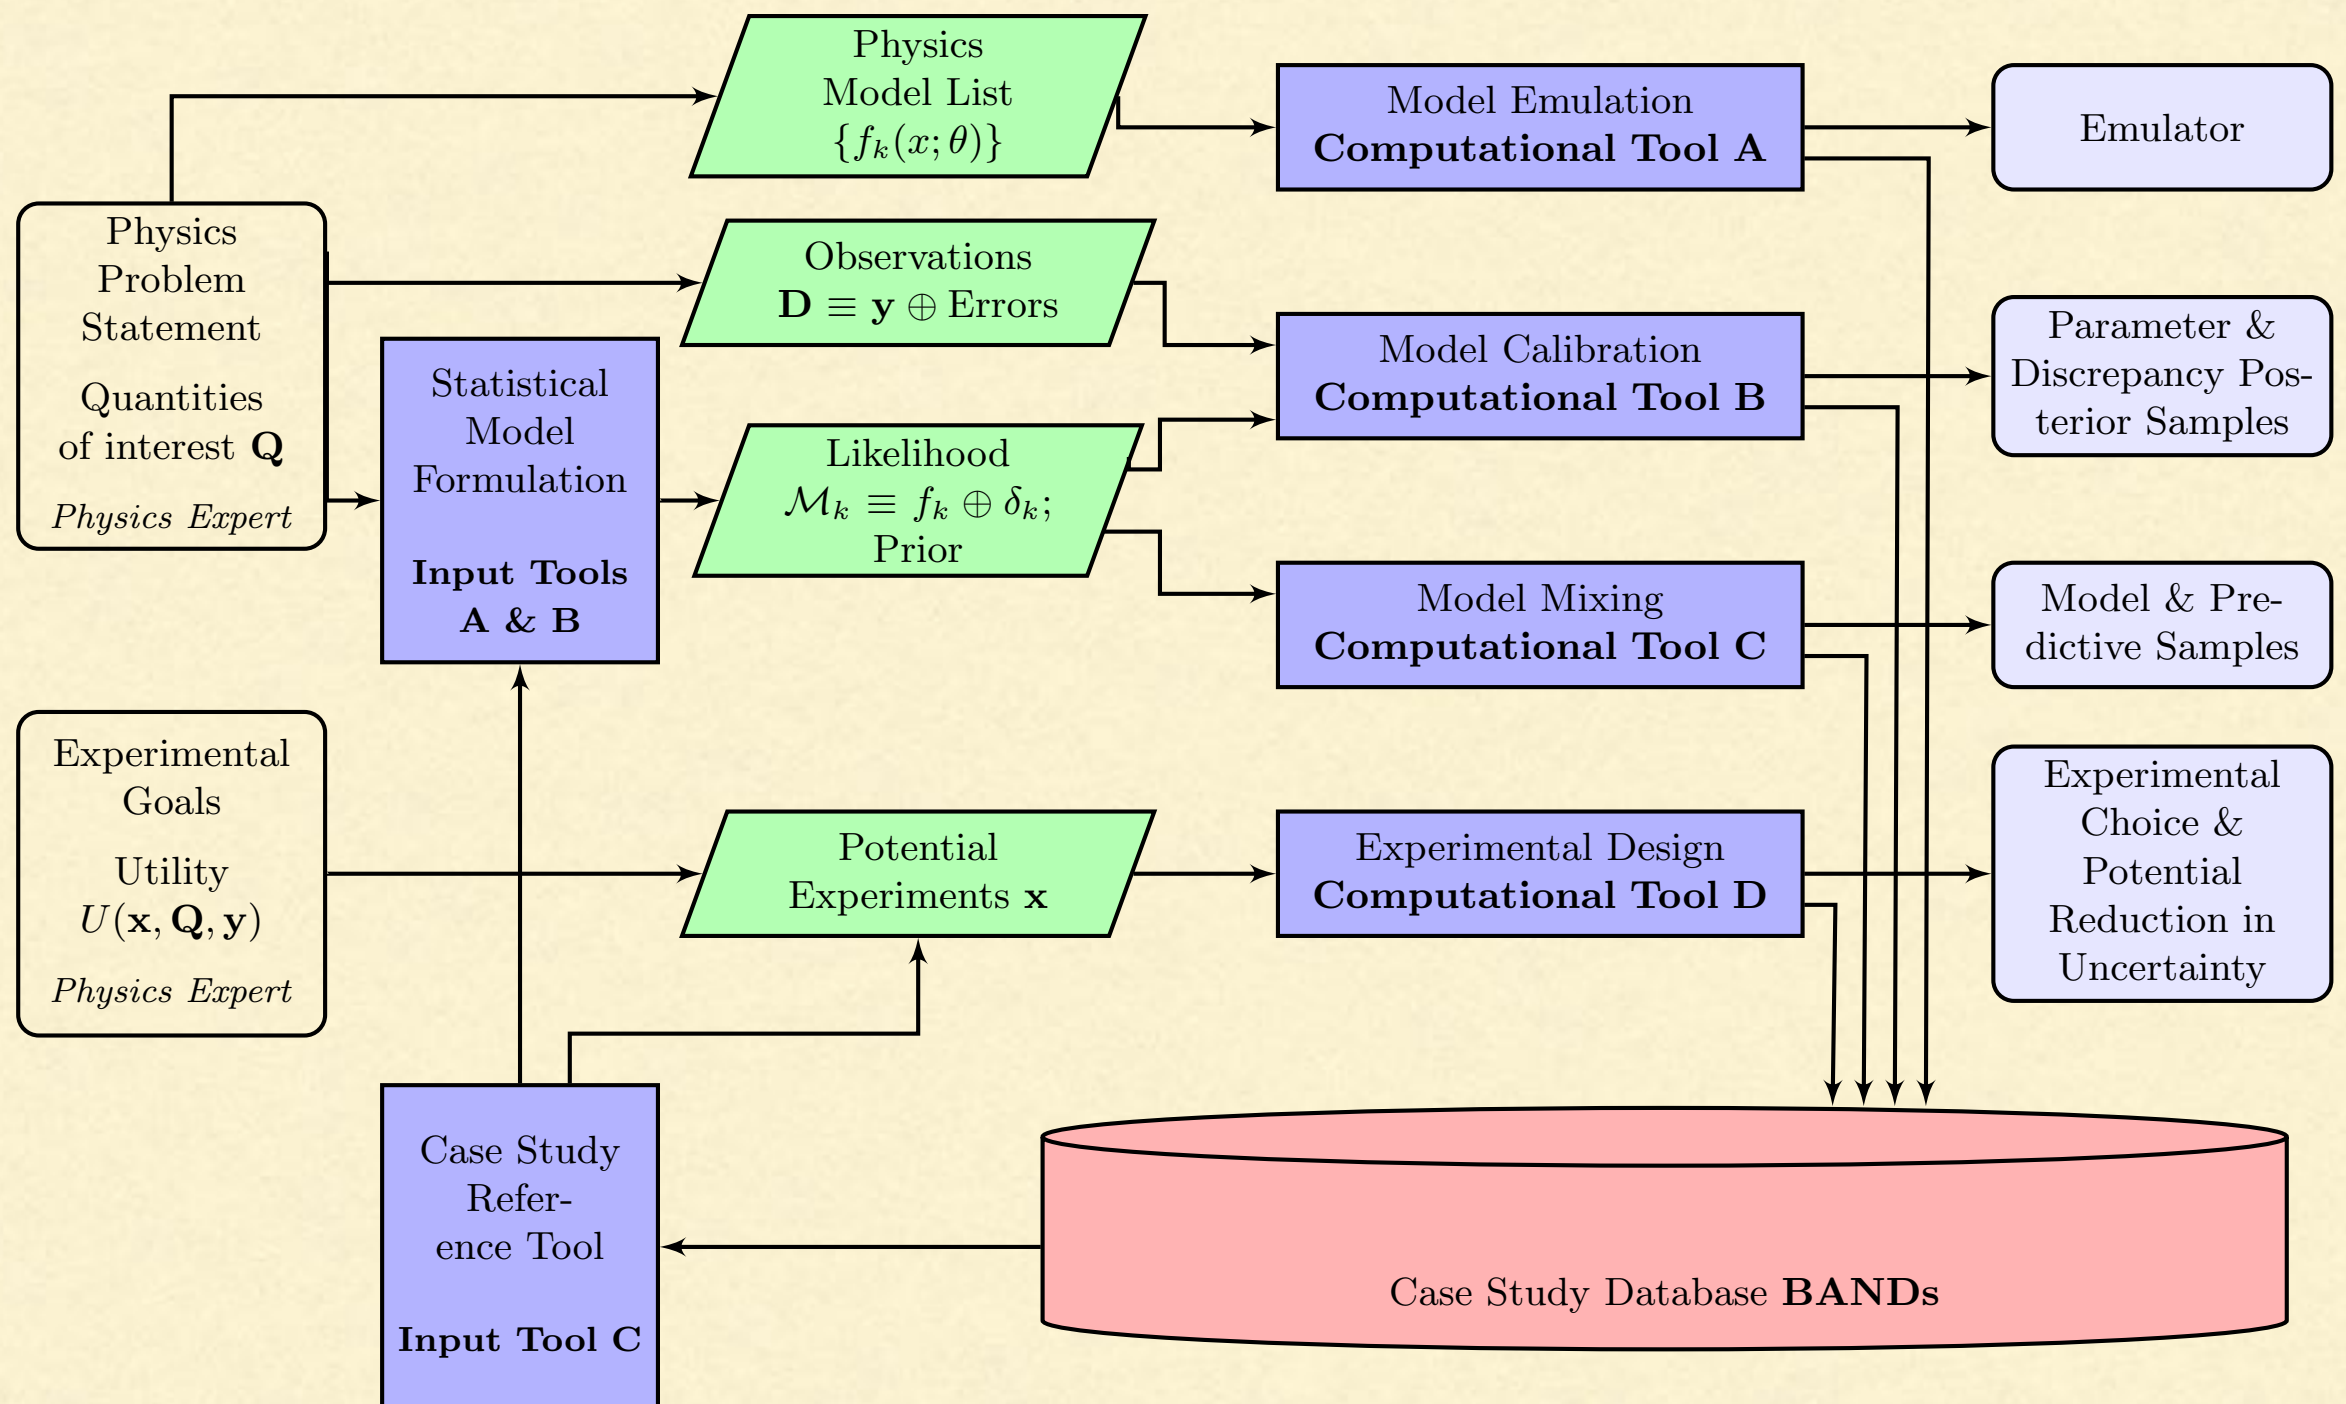 Physics
Model List
{f_k(x; θ)}
Model Emulation
Computational Tool A
Emulator
Physics
Problem
Statement
Quantities
of interest Q
Physics Expert
Observations
D ≡ y ⊕ Errors
Statistical
Model
Formulation
Input Tools
A & B
Model Calibration
Computational Tool B
Parameter &
Discrepancy Pos-
terior Samples
Likelihood
ℳ_k ≡ f_k ⊕ δ_k;
Prior
Model Mixing
Computational Tool C
Model & Pre-
dictive Samples
Experimental
Goals
Utility
U(x, Q, y)
Physics Expert
Potential
Experiments x
Experimental Design
Computational Tool D
Experimental
Choice &
Potential
Reduction in
Uncertainty
Case Study
Refer-
ence Tool
Input Tool C
Case Study Database BANDs